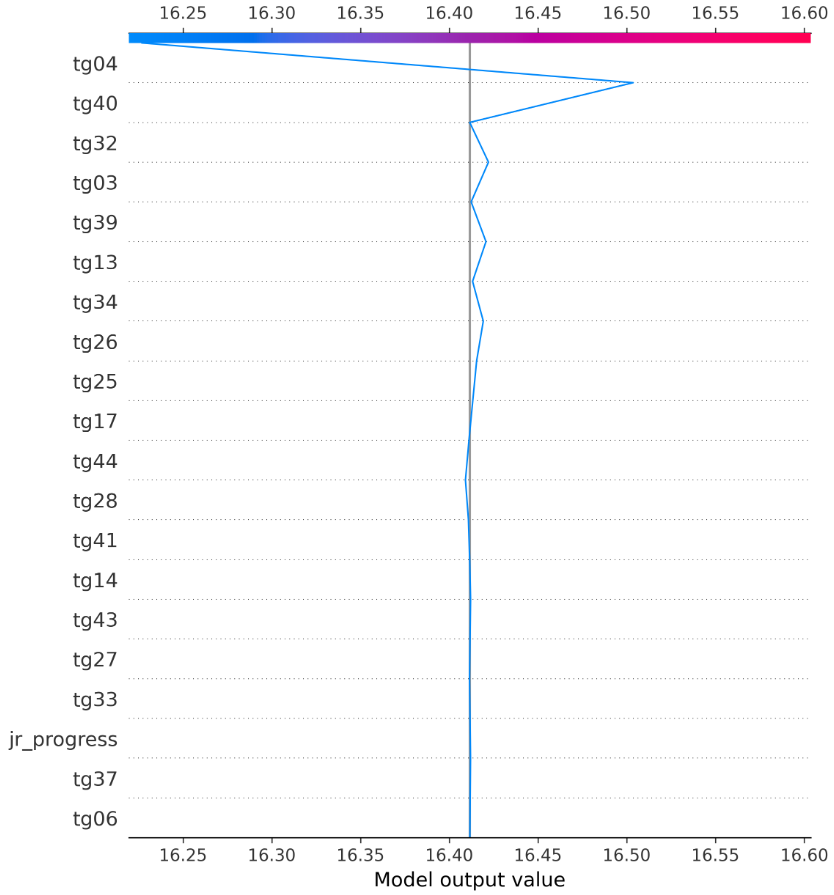 16.25 16.30 16.35 16.40 16.45 16.50 16.55 16.60
tg04
tg40
tg32
tg03
tg39
tg13
tg34
tg26
tg25
tg17
tg44
tg28
tg41
tg14
tg43
tg27
tg33
jr_progress
tg37
tg06
16.25 16.30 16.35 16.40 16.45 16.50 16.55 16.60
Model output value